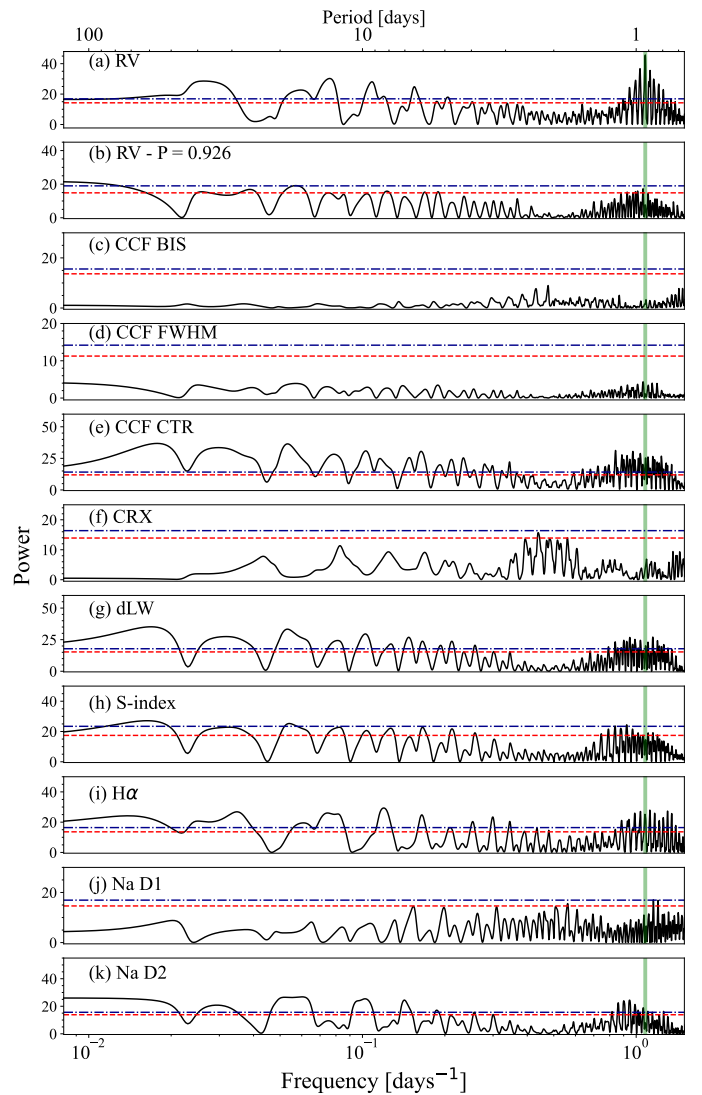 Period [days]
100 10 1
(a) RV
40
20
0
(b) RV - P = 0.926
40
20
0
(c) CCF BIS
20
0
(d) CCF FWHM
20
10
0
(e) CCF CTR
50
25
0
(f) CRX
20
10
0
(g) dLW
50
25
0
(h) S-index
40
20
0
(i) Hα
40
20
0
(j) Na D1
20
0
(k) Na D2
40
20
0
Power
10⁻² 10⁻¹ 10⁰
Frequency [days⁻¹]